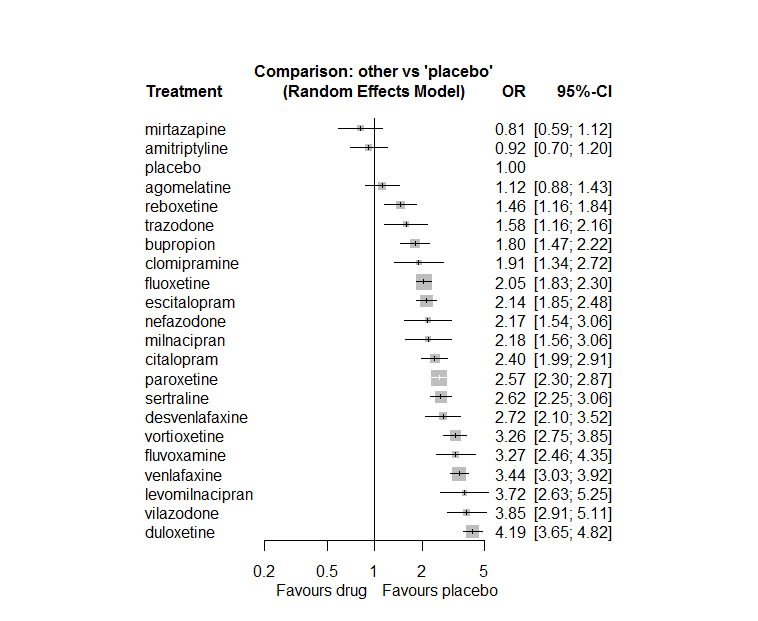 Comparison: other vs 'placebo'
Treatment (Random Effects Model) OR 95%-CI
mirtazapine 0.81 [0.59; 1.12]
amitriptyline 0.92 [0.70; 1.20]
placebo 1.00
agomelatine 1.12 [0.88; 1.43]
reboxetine 1.46 [1.16; 1.84]
trazodone 1.58 [1.16; 2.16]
bupropion 1.80 [1.47; 2.22]
clomipramine 1.91 [1.34; 2.72]
fluoxetine 2.05 [1.83; 2.30]
escitalopram 2.14 [1.85; 2.48]
nefazodone 2.17 [1.54; 3.06]
milnacipran 2.18 [1.56; 3.06]
citalopram 2.40 [1.99; 2.91]
paroxetine 2.57 [2.30; 2.87]
sertraline 2.62 [2.25; 3.06]
desvenlafaxine 2.72 [2.10; 3.52]
vortioxetine 3.26 [2.75; 3.85]
fluvoxamine 3.27 [2.46; 4.35]
venlafaxine 3.44 [3.03; 3.92]
levomilnacipran 3.72 [2.63; 5.25]
vilazodone 3.85 [2.91; 5.11]
duloxetine 4.19 [3.65; 4.82]
0.2 0.5 1 2 5
Favours drug Favours placebo